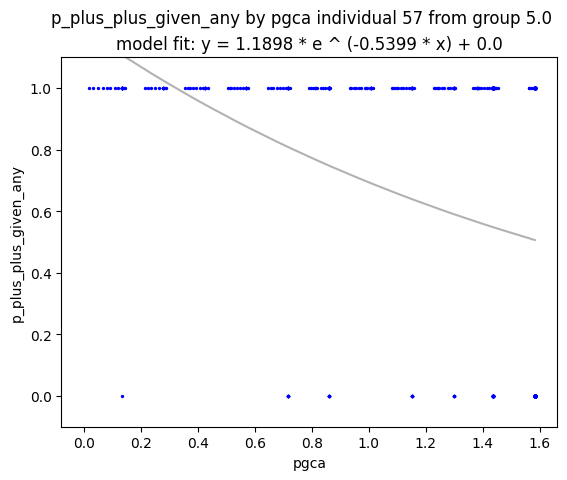 p_plus_plus_given_any by pgca individual 57 from group 5.0
model fit: y = 1.1898 * e ^ (-0.5399 * x) + 0.0
p_plus_plus_given_any
1.0
0.8
0.6
0.4
0.2
0.0
0.0 0.2 0.4 0.6 0.8 1.0 1.2 1.4 1.6
pgca